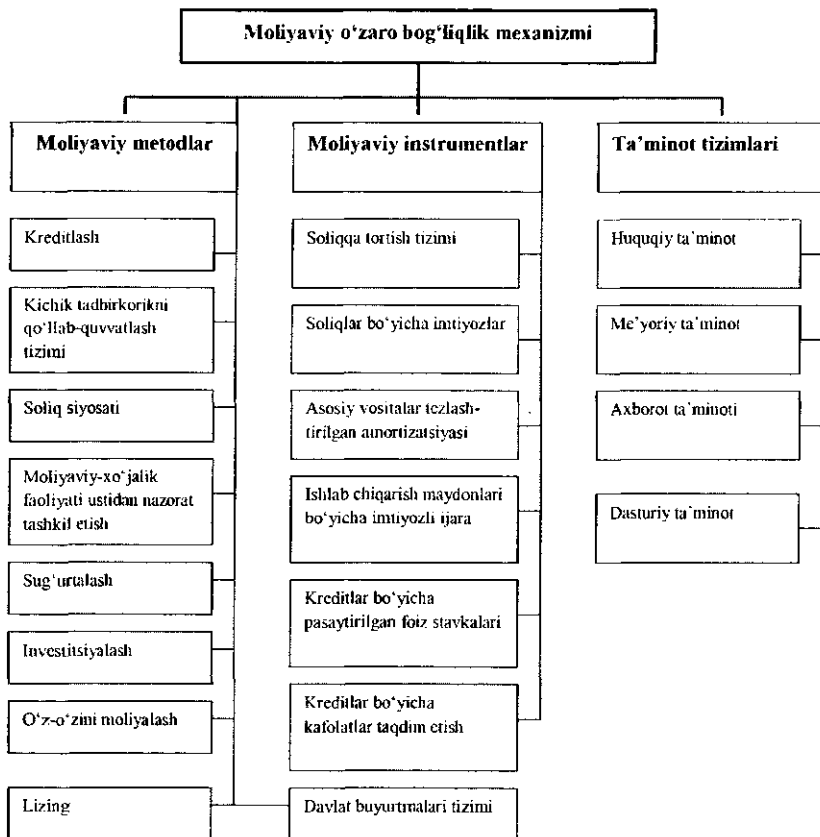 Moliyaviy o‘zaro bog‘liqlik mexanizmi
Moliyaviy metodlar
Kreditlash
Kichik tadbirkorikni
qo‘llab-quvvatlash
tizimi
Soliq siyosati
Moliyaviy-xo‘jalik
faoliyati ustidan nazorat
tashkil etish
Sug‘urtalash
Investitsiyalash
O‘z-o‘zini moliyalash
Lizing
Moliyaviy instrumentlar
Soliqqa tortish tizimi
Soliqlar bo‘yicha imtiyozlar
Asosiy vositalar tezlash-
tirilgan amortizatsiyasi
Ishlab chiqarish maydonlari
bo‘yicha imtiyozli ijara
Kreditlar bo‘yicha
pasaytirilgan foiz stavkalari
Kreditlar bo‘yicha
kafolatlar taqdim etish
Davlat buyurtmalari tizimi
Ta’minot tizimlari
Huquqiy ta’minot
Me’yoriy ta’minot
Axborot ta’minoti
Dasturiy ta’minot